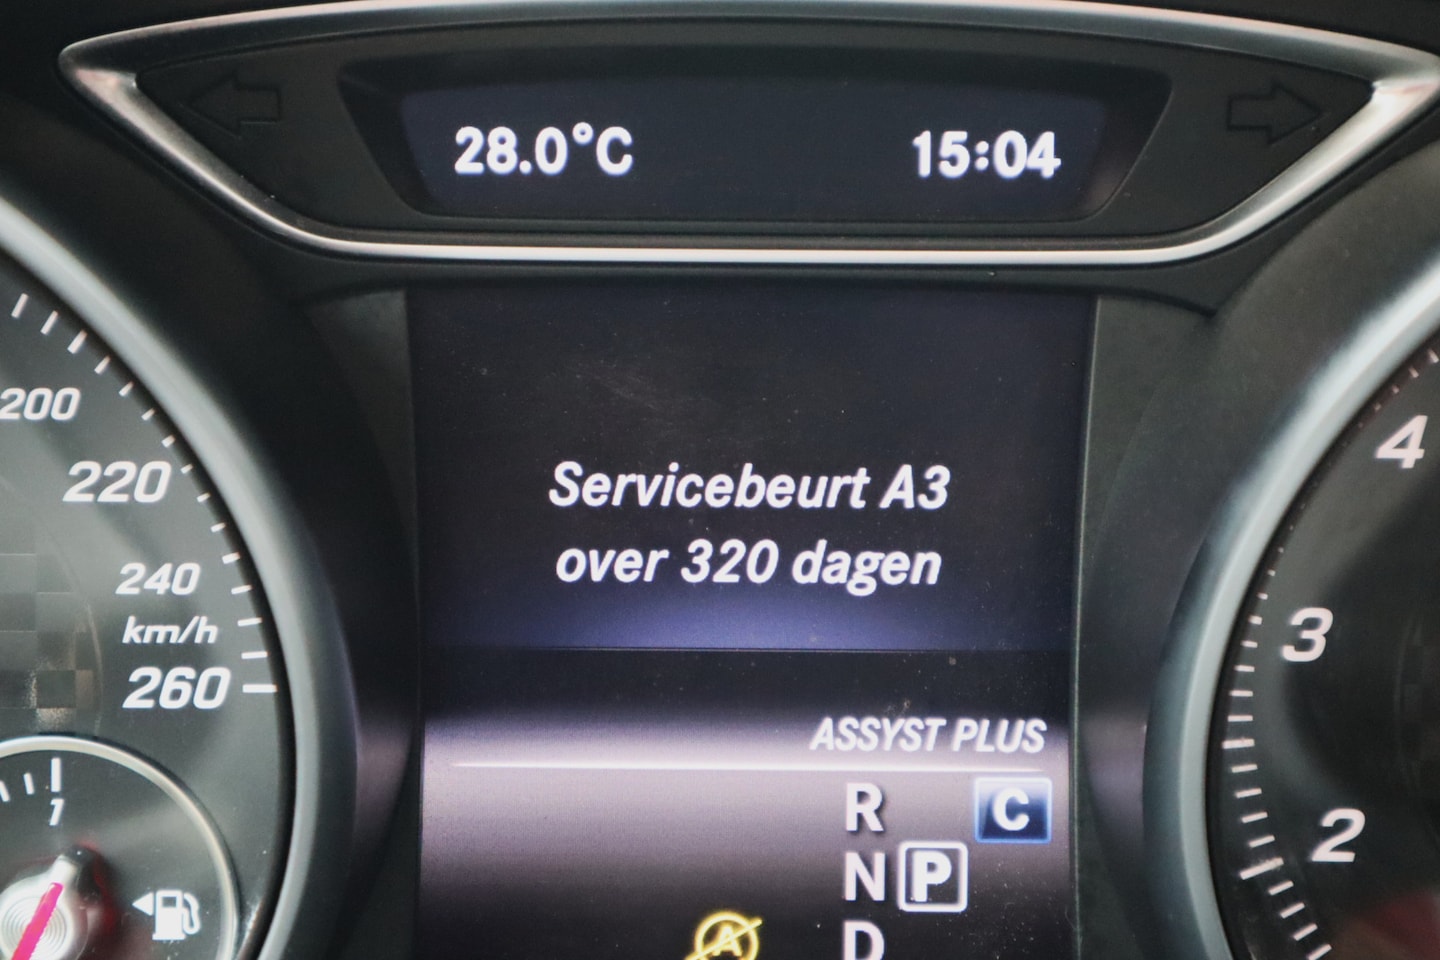 28.0°C 15:04
200
220
240
km/h
260
1
Servicebeurt A3
over 320 dagen
ASSYST PLUS
R C
N P
D
A
4
3
2